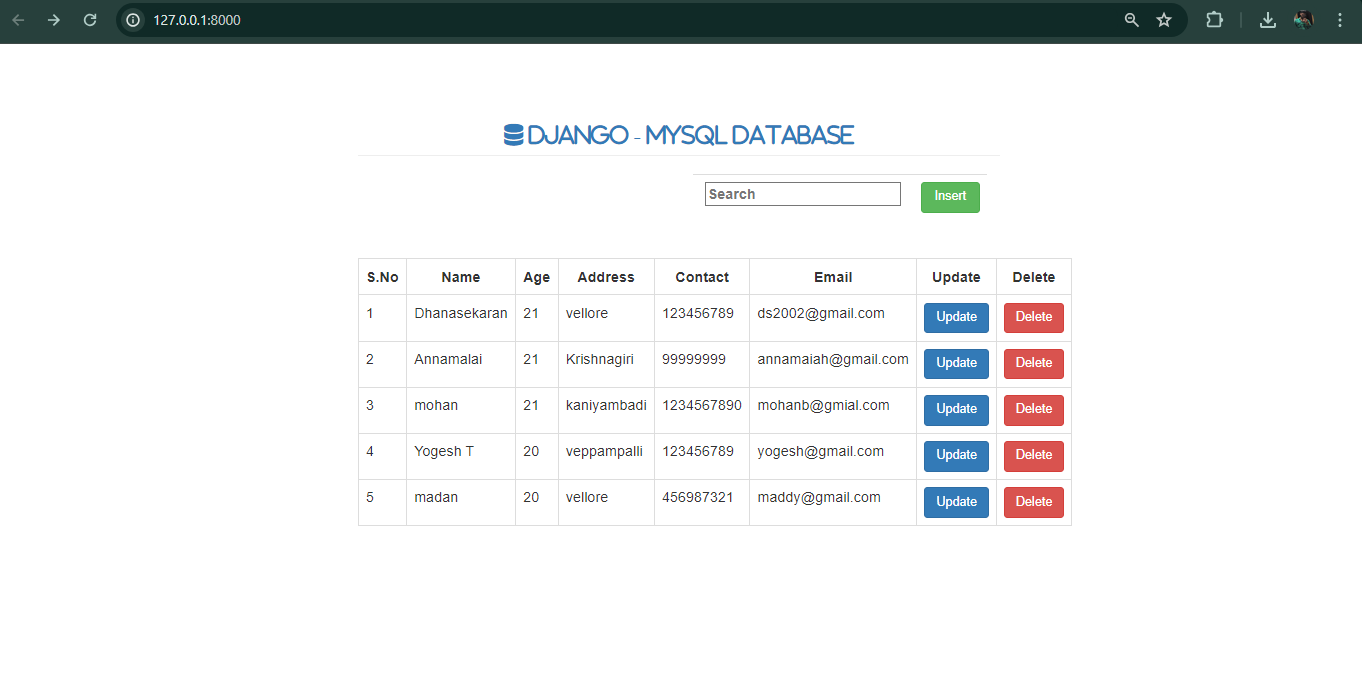 127.0.0.1:8000
DJANGO - MYSQL DATABASE
Search Insert
S.No Name Age Address Contact Email Update Delete
1 Dhanasekaran 21 vellore 123456789 ds2002@gmail.com Update Delete
2 Annamalai 21 Krishnagiri 99999999 annamaiah@gmail.com Update Delete
3 mohan 21 kaniyambadi 1234567890 mohanb@gmial.com Update Delete
4 Yogesh T 20 veppampalli 123456789 yogesh@gmail.com Update Delete
5 madan 20 vellore 456987321 maddy@gmail.com Update Delete